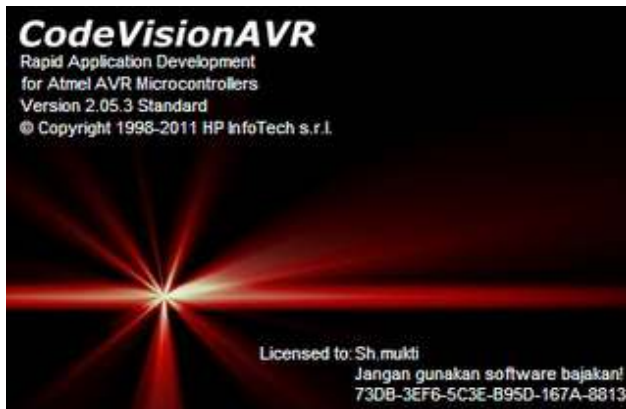 CodeVisionAVR
Rapid Application Development
for Atmel AVR Microcontrollers
Version 2.05.3 Standard
© Copyright 1998-2011 HP InfoTech s.r.l.
Licensed to: Sh.mukti
Jangan gunakan software bajakan!
73DB-3EF6-5C3E-B95D-167A-8813